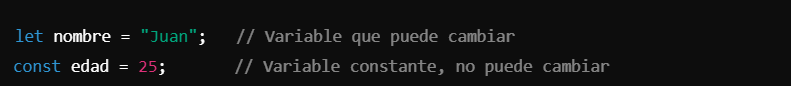 let nombre = "Juan";   // Variable que puede cambiar
const edad = 25;       // Variable constante, no puede cambiar